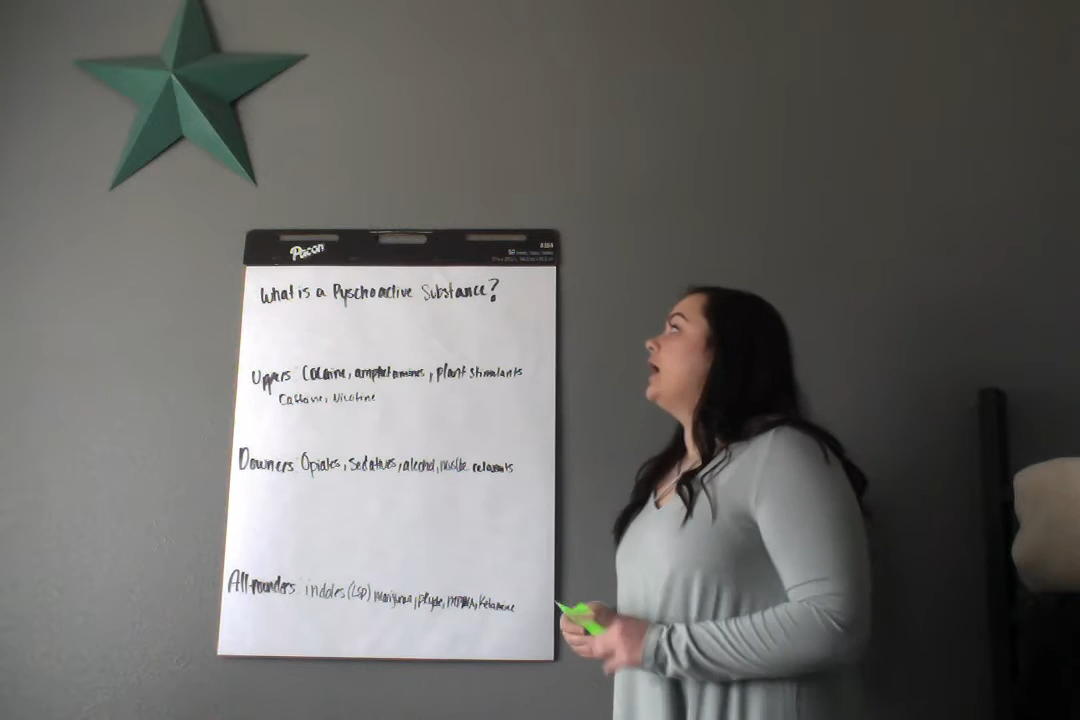 Pacon
What is a Pyschoactive Substance?
Uppers Cocaine, amphetamines, plant stimulants
Caffeine, Nicotine
Downers Opiates, Sedatives, alcohol, muscle relaxants
All-rounders indoles (LSD) marijuana, MDMA, Ketamine